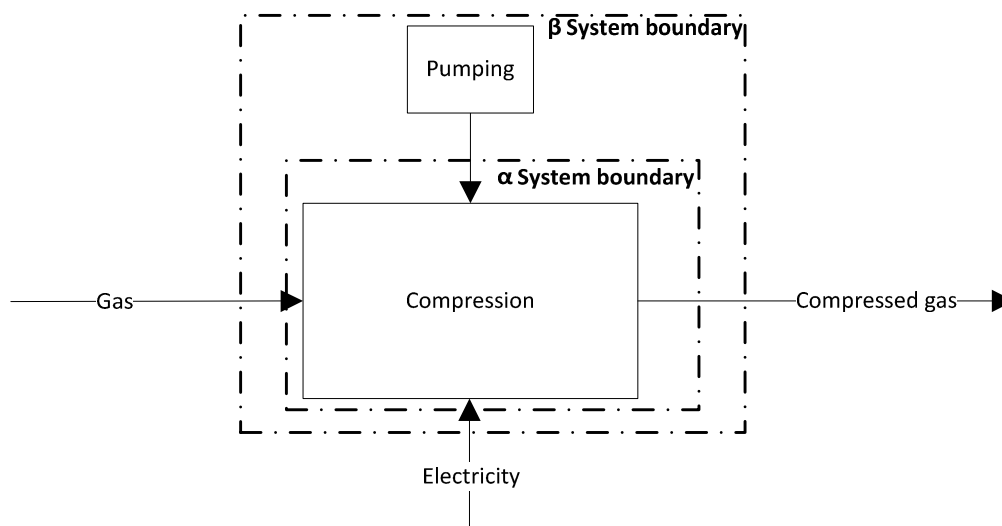 β System boundary
Pumping
α System boundary
Gas
Compression
Compressed gas
Electricity